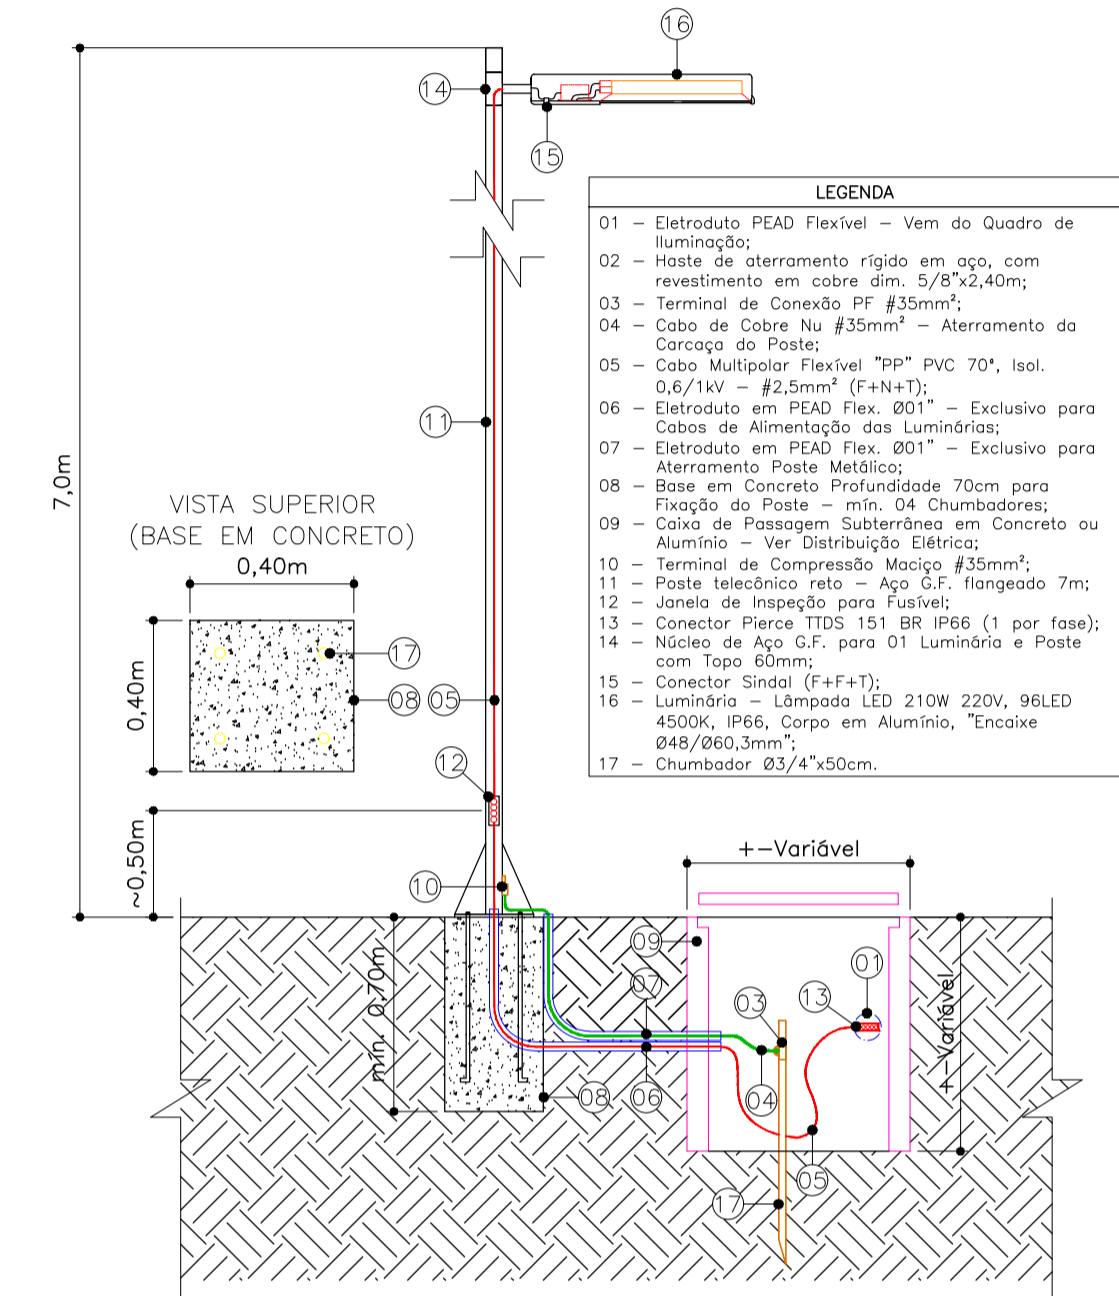 16
14
15
LEGENDA
01 – Eletroduto PEAD Flexível – Vem do Quadro de
Iluminação;
02 – Haste de aterramento rígido em aço, com
revestimento em cobre dim. 5/8"x2,40m;
03 – Terminal de Conexão PF #35mm²;
04 – Cabo de Cobre Nu #35mm² – Aterramento da
Carcaça do Poste;
05 – Cabo Multipolar Flexível "PP" PVC 70°, Isol.
0,6/1kV – #2,5mm² (F+N+T);
06 – Eletroduto em PEAD Flex. Ø01" – Exclusivo para
Cabos de Alimentação das Luminárias;
07 – Eletroduto em PEAD Flex. Ø01" – Exclusivo para
Aterramento Poste Metálico;
08 – Base em Concreto Profundidade 70cm para
Fixação do Poste – mín. 04 Chumbadores;
09 – Caixa de Passagem Subterrânea em Concreto ou
Alumínio – Ver Distribuição Elétrica;
10 – Terminal de Compressão Maciço #35mm²;
11 – Poste telecônico reto – Aço G.F. flangeado 7m;
12 – Janela de Inspeção para Fusível;
13 – Conector Pierce TTDS 151 BR IP66 (1 por fase);
14 – Núcleo de Aço G.F. para 01 Luminária e Poste
com Topo 60mm;
15 – Conector Sindal (F+F+T);
16 – Luminária – Lâmpada LED 210W 220V, 96LED
4500K, IP66, Corpo em Alumínio, "Encaixe
Ø48/Ø60,3mm";
17 – Chumbador Ø3/4"x50cm.
11
7,0m
VISTA SUPERIOR
(BASE EM CONCRETO)
0,40m
0,40m
17
08
05
12
~0,50m
10
+-Variável
09
01
07
03
13
mín. 0,70m
+-Variável
08
06
04
05
17